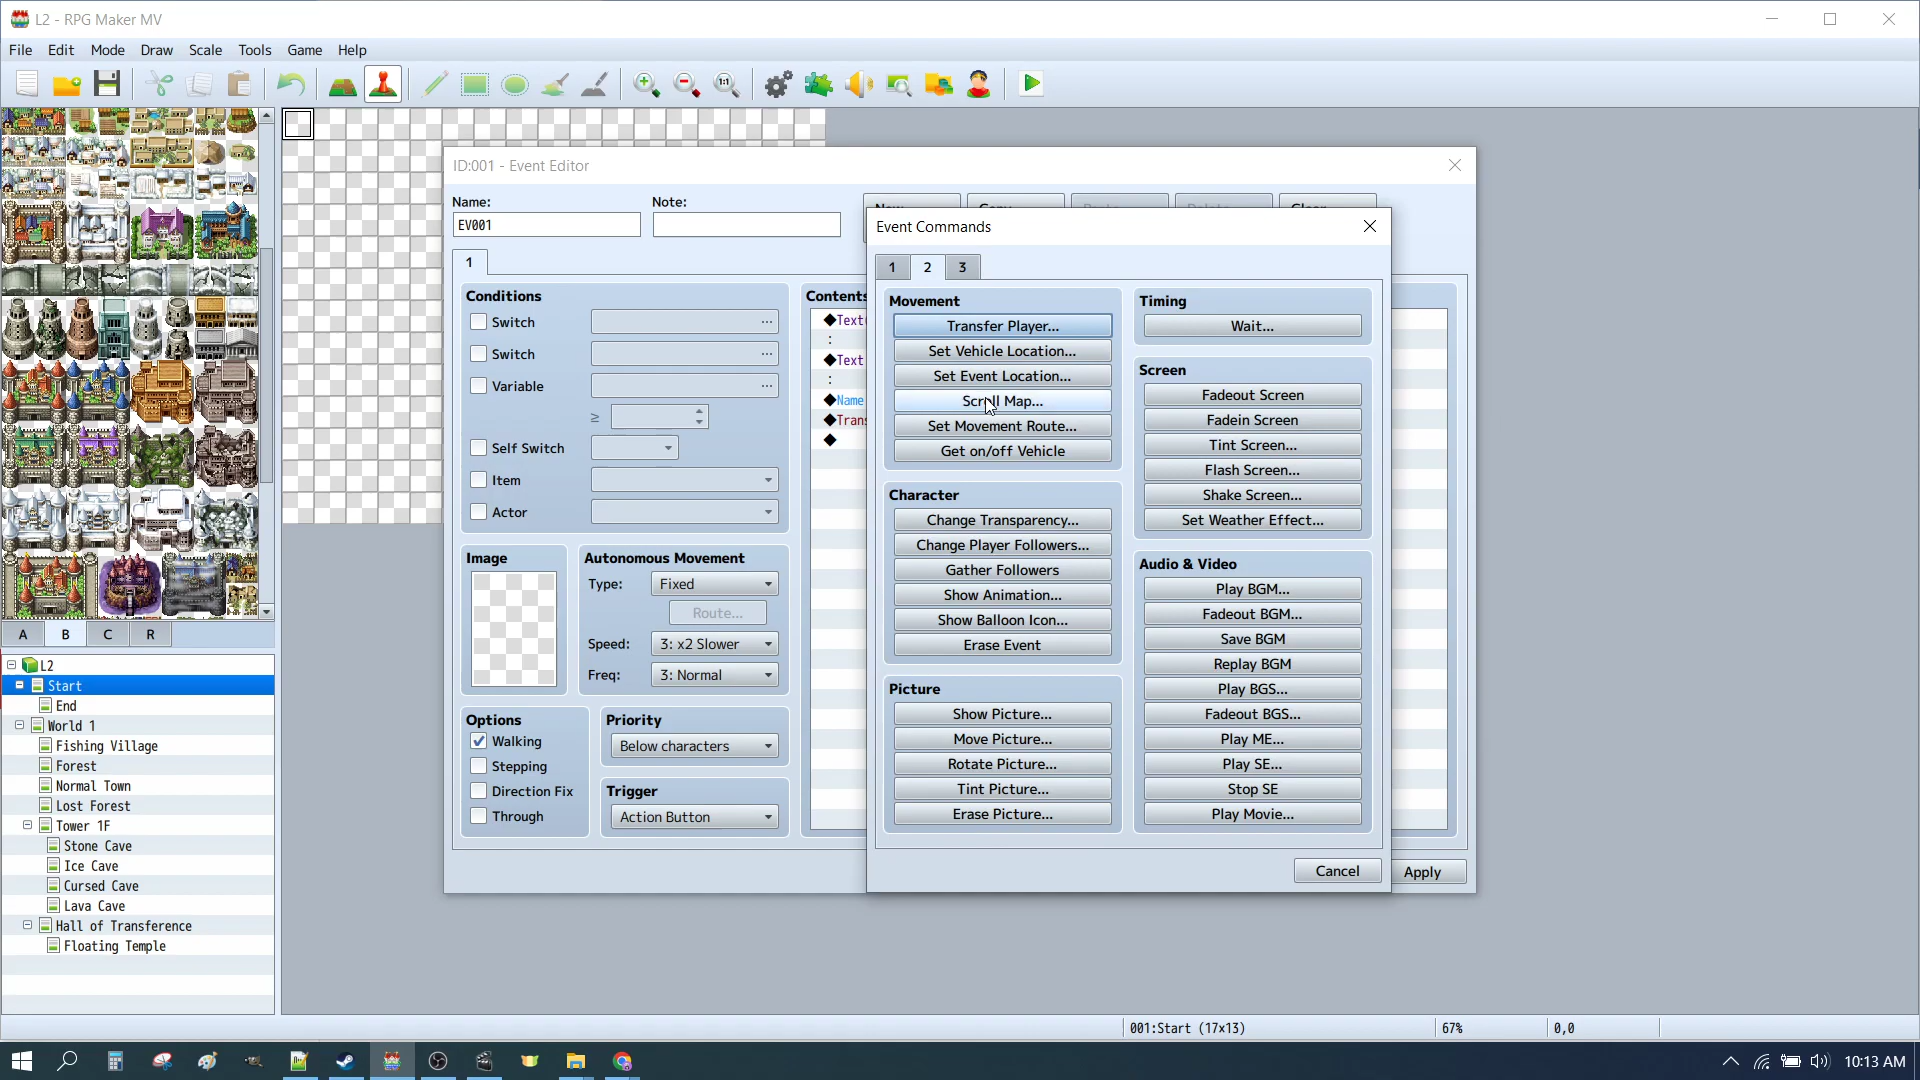 L2 - RPG Maker MV
File Edit Mode Draw Scale Tools Game Help
1:1
ID:001 - Event Editor
Name: Note:
EV001
1
Conditions
Switch ...
Switch ...
Variable ...
≥
Self Switch
Item
Actor
Image
Autonomous Movement
Type: Fixed
Route...
Speed: 3: x2 Slower
Freq: 3: Normal
Options
Walking
Stepping
Direction Fix
Through
Priority
Below characters
Trigger
Action Button
Contents
◆Text
:
◆Text
:
◆Name
◆Trans
◆
Apply
Event Commands
1 2 3
Movement
Transfer Player...
Set Vehicle Location...
Set Event Location...
Scroll Map...
Set Movement Route...
Get on/off Vehicle
Character
Change Transparency...
Change Player Followers...
Gather Followers
Show Animation...
Show Balloon Icon...
Erase Event
Picture
Show Picture...
Move Picture...
Rotate Picture...
Tint Picture...
Erase Picture...
Timing
Wait...
Screen
Fadeout Screen
Fadein Screen
Tint Screen...
Flash Screen...
Shake Screen...
Set Weather Effect...
Audio & Video
Play BGM...
Fadeout BGM...
Save BGM
Replay BGM
Play BGS...
Fadeout BGS...
Play ME...
Play SE...
Stop SE
Play Movie...
Cancel
A B C R
L2
Start
End
World 1
Fishing Village
Forest
Normal Town
Lost Forest
Tower 1F
Stone Cave
Ice Cave
Cursed Cave
Lava Cave
Hall of Transference
Floating Temple
001:Start (17x13) 67% 0,0
10:13 AM